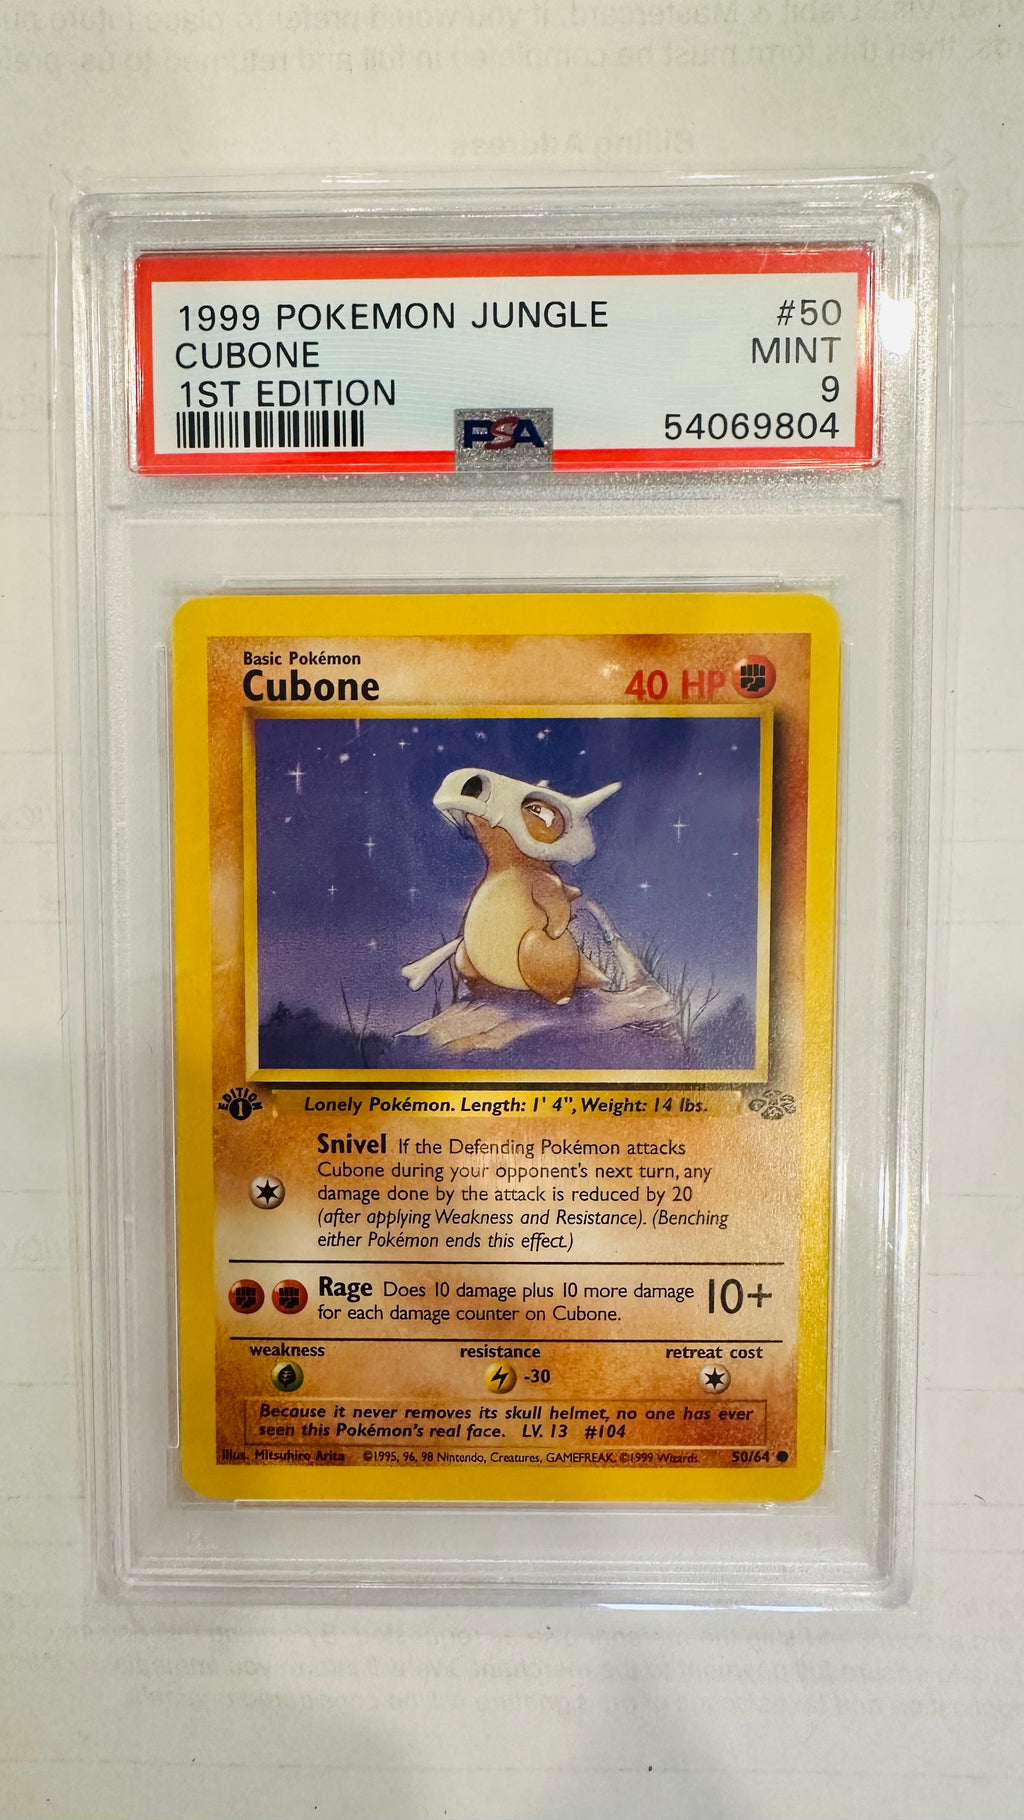 Billing Address
1999 POKEMON JUNGLE #50
CUBONE MINT
1ST EDITION 9
PSA 54069804
Basic Pokémon
Cubone 40 HP
EDITION 1
Lonely Pokémon. Length: 1' 4", Weight: 14 lbs.
Snivel If the Defending Pokémon attacks
Cubone during your opponent's next turn, any
damage done by the attack is reduced by 20
(after applying Weakness and Resistance). (Benching
either Pokémon ends this effect.)
Rage Does 10 damage plus 10 more damage 10+
for each damage counter on Cubone.
weakness resistance retreat cost
-30
Because it never removes its skull helmet, no one has ever
seen this Pokémon's real face. LV. 13 #104
Illus. Mitsuhiro Arita ©1995, 96, 98 Nintendo, Creatures, GAMEFREAK. ©1999 Wizards. 50/64